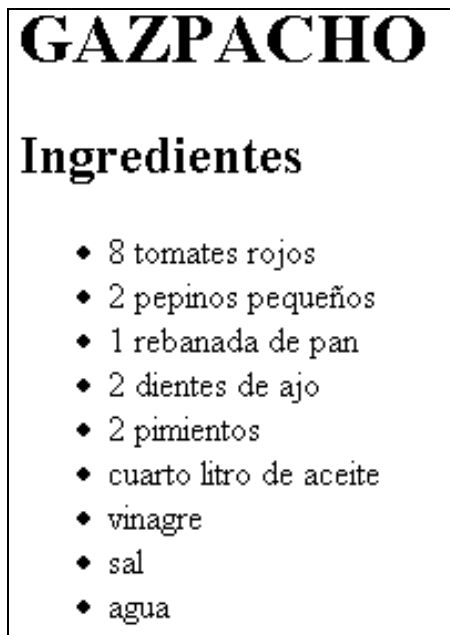 GAZPACHO
Ingredientes
• 8 tomates rojos
• 2 pepinos pequeños
• 1 rebanada de pan
• 2 dientes de ajo
• 2 pimientos
• cuarto litro de aceite
• vinagre
• sal
• agua